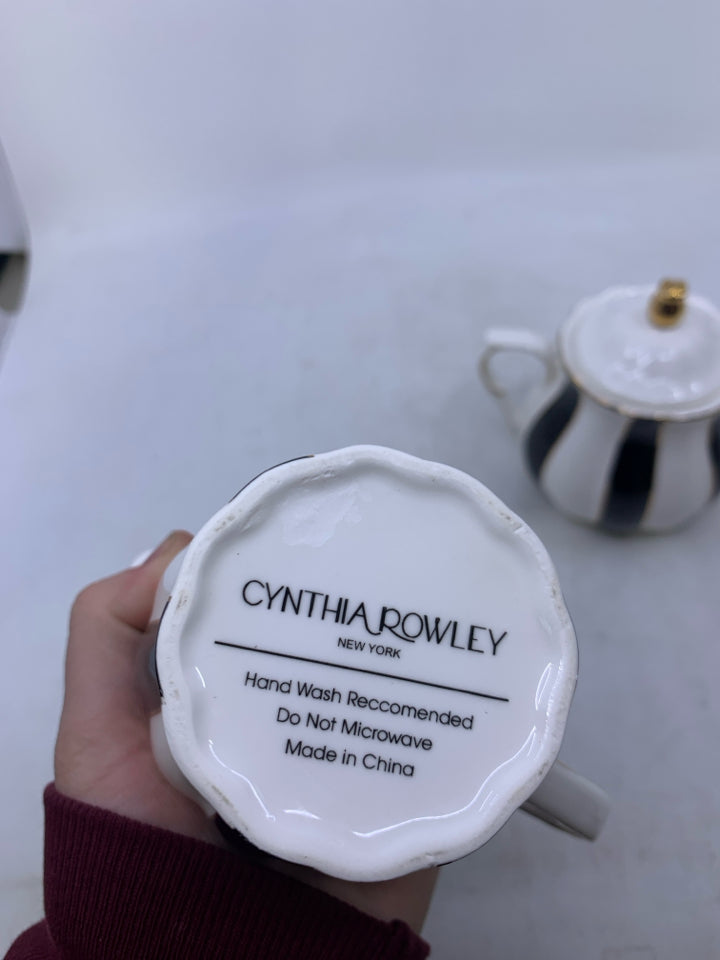 CYNTHIA ROWLEY
NEW YORK
Hand Wash Reccomended
Do Not Microwave
Made in China